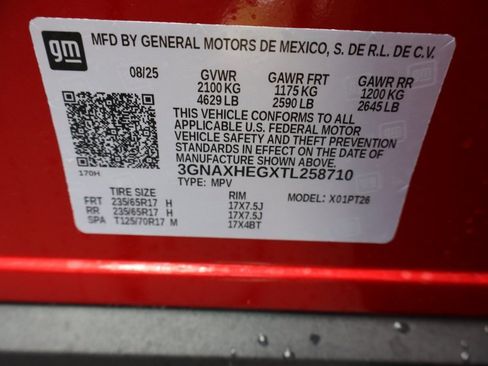 gm
MFD BY GENERAL MOTORS DE MEXICO, S. DE R.L. DE C.V.
08/25 GVWR GAWR FRT GAWR RR
2100 KG 1175 KG 1200 KG
4629 LB 2590 LB 2645 LB
THIS VEHICLE CONFORMS TO ALL
APPLICABLE U.S. FEDERAL MOTOR
VEHICLE SAFETY AND THEFT PREVENTION
STANDARDS IN EFFECT ON THE DATE OF
MANUFACTURE SHOWN ABOVE.
3GNAXHEGXTL258710
170H TYPE: MPV MODEL: X01PT26
TIRE SIZE RIM
FRT 235/65R17 H 17X7.5J
RR 235/65R17 H 17X7.5J
SPA T125/70R17 M 17X4BT